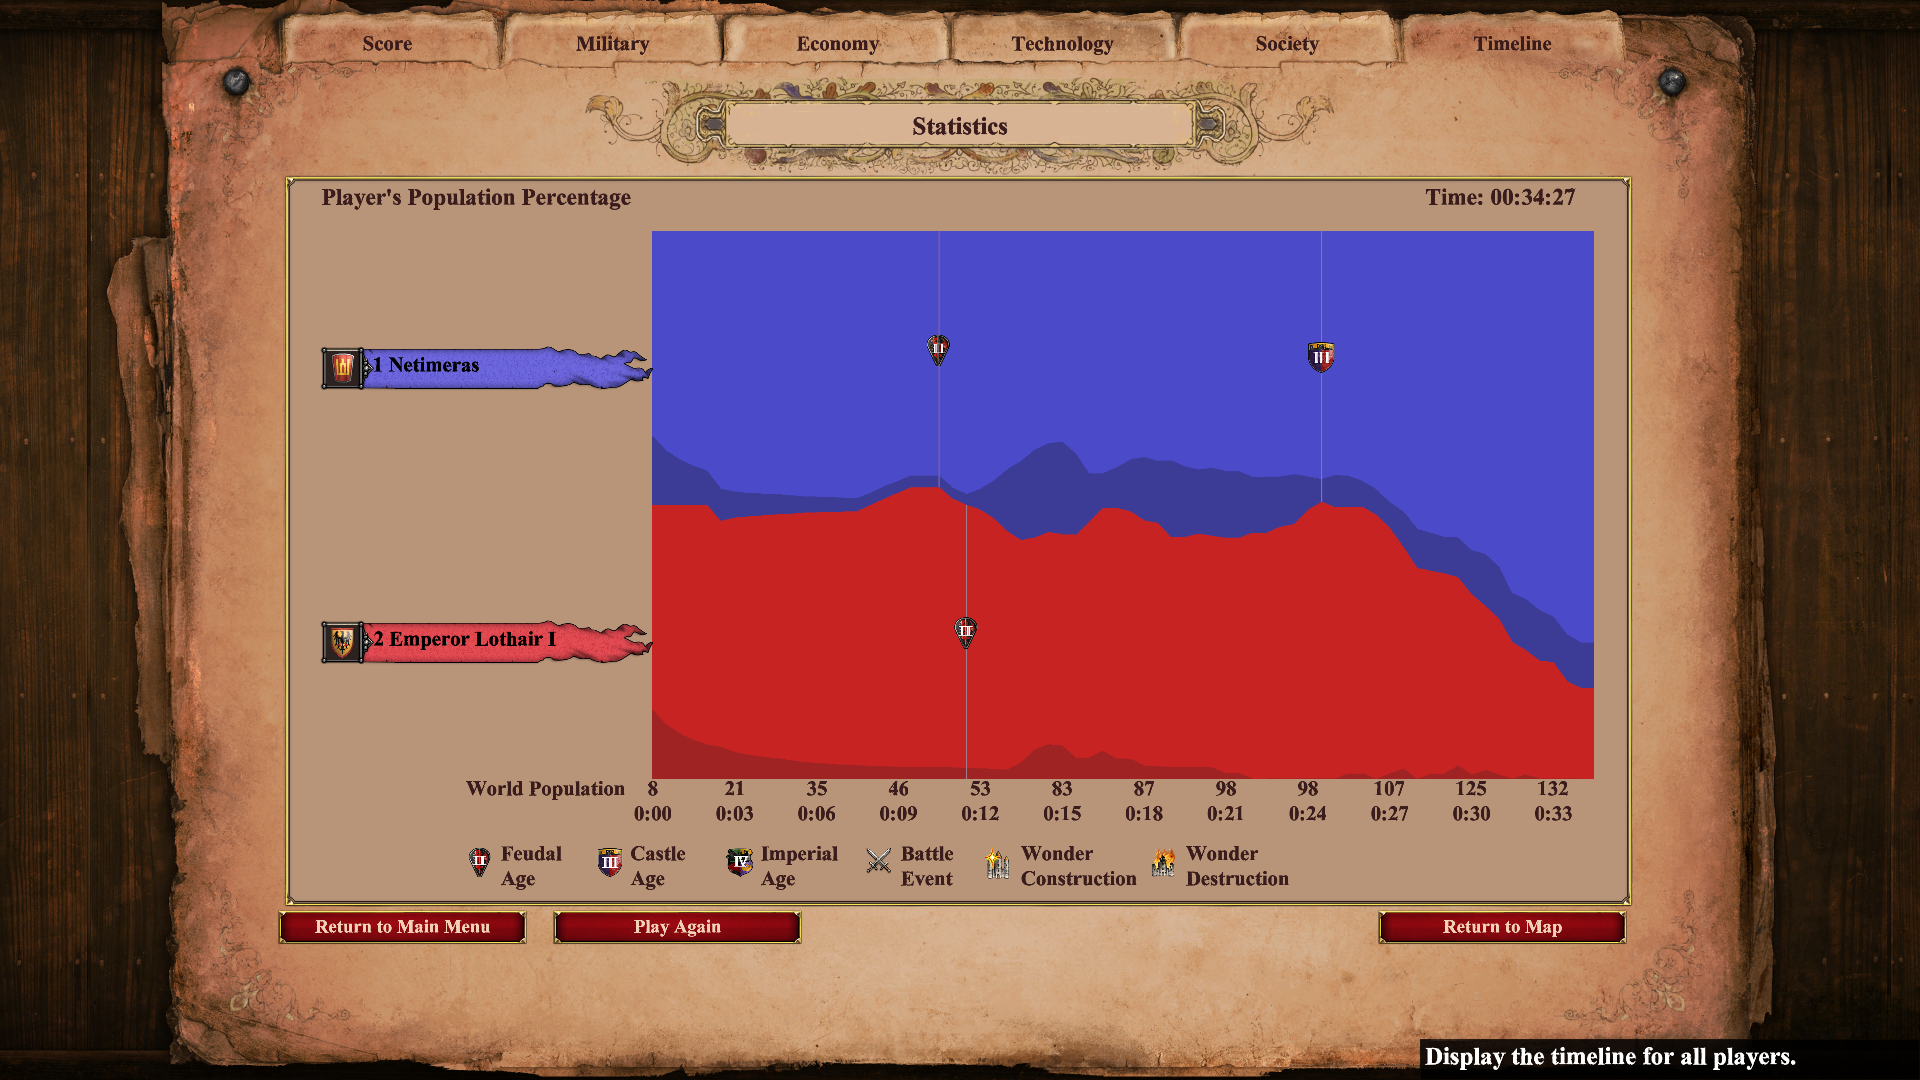 Score Military Economy Technology Society Timeline
Statistics
Player's Population Percentage Time: 00:34:27
1 Netimeras
2 Emperor Lothair I
World Population 8 21 35 46 53 83 87 98 98 107 125 132
0:00 0:03 0:06 0:09 0:12 0:15 0:18 0:21 0:24 0:27 0:30 0:33
II Feudal Age
III Castle Age
IV Imperial Age
Battle Event
Wonder Construction
Wonder Destruction
Return to Main Menu Play Again Return to Map
Display the timeline for all players.